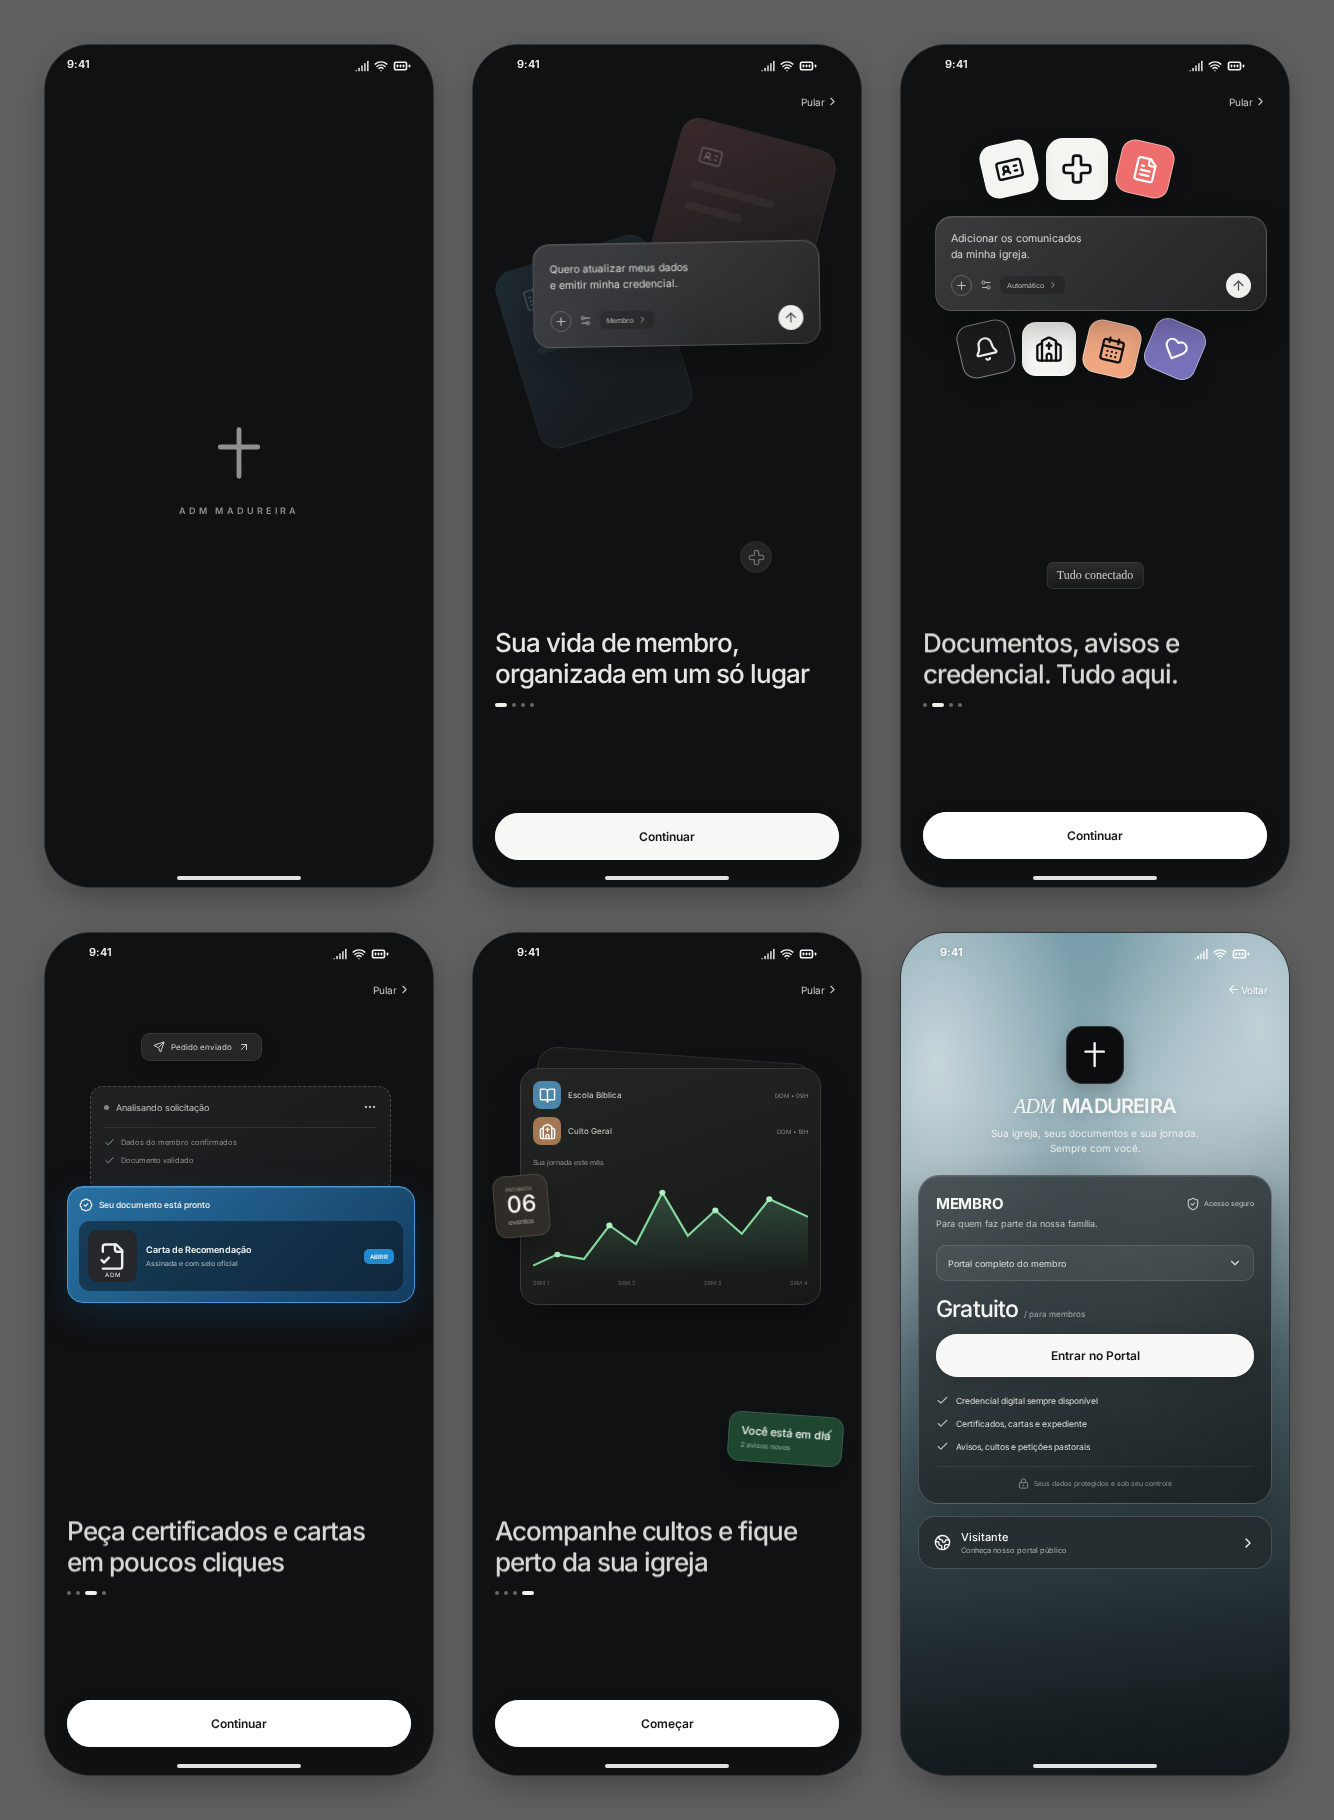 9:41
ADM MADUREIRA
9:41
Pular
Quero atualizar meus dados
e emitir minha credencial.
Membro
Sua vida de membro,
organizada em um só lugar
Continuar
9:41
Pular
Adicionar os comunicados
da minha igreja.
Automático
Tudo conectado
Documentos, avisos e
credencial. Tudo aqui.
Continuar
9:41
Pular
Pedido enviado
Analisando solicitação
Dados do membro confirmados
Documento validado
Seu documento está pronto
ADM
Carta de Recomendação
Assinada e com selo oficial
ABRIR
Peça certificados e cartas
em poucos cliques
Continuar
9:41
Pular
Escola Bíblica
DOM • 09H
Culto Geral
DOM • 18H
Sua jornada este mês
PRÓXIMOS
06
eventos
SEM 1
SEM 2
SEM 3
SEM 4
Você está em dia
2 avisos novos
Acompanhe cultos e fique
perto da sua igreja
Começar
9:41
Voltar
ADM MADUREIRA
Sua igreja, seus documentos e sua jornada.
Sempre com você.
MEMBRO
Acesso seguro
Para quem faz parte da nossa família.
Portal completo do membro
Gratuito / para membros
Entrar no Portal
Credencial digital sempre disponível
Certificados, cartas e expediente
Avisos, cultos e petições pastorais
Seus dados protegidos e sob seu controle
Visitante
Conheça nosso portal público